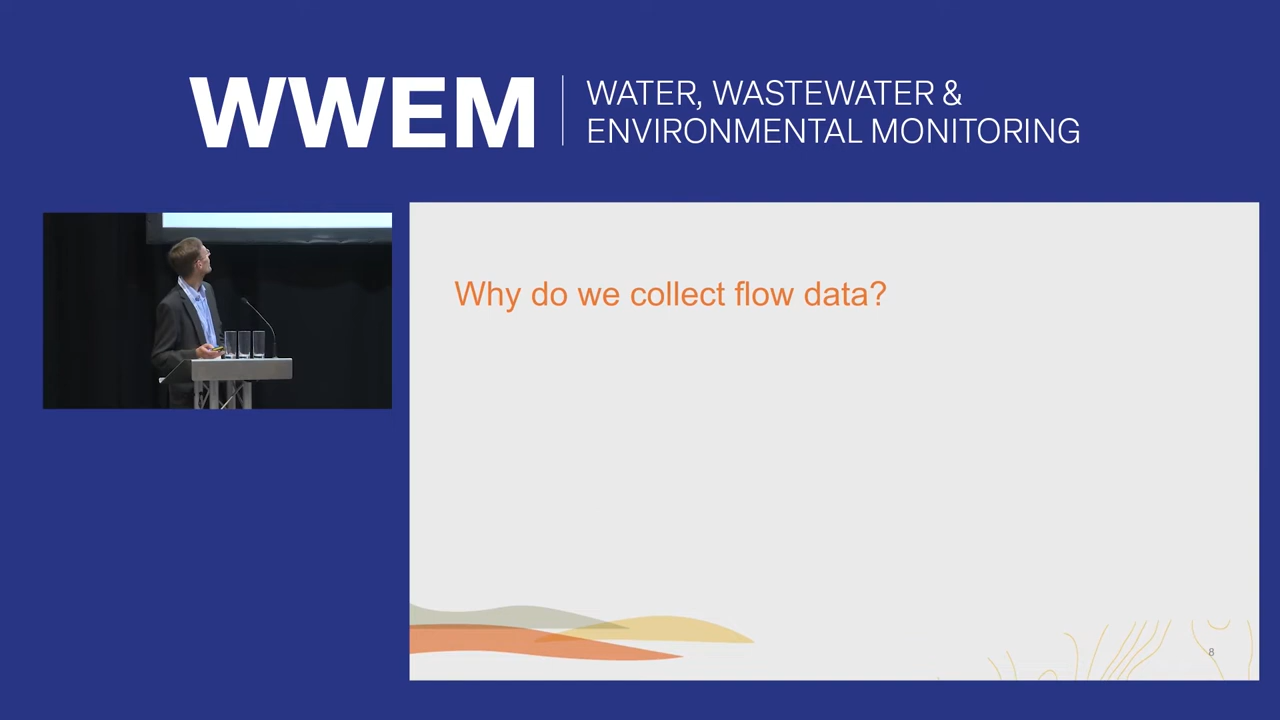 WWEM
WATER, WASTEWATER &
ENVIRONMENTAL MONITORING
Why do we collect flow data?
8